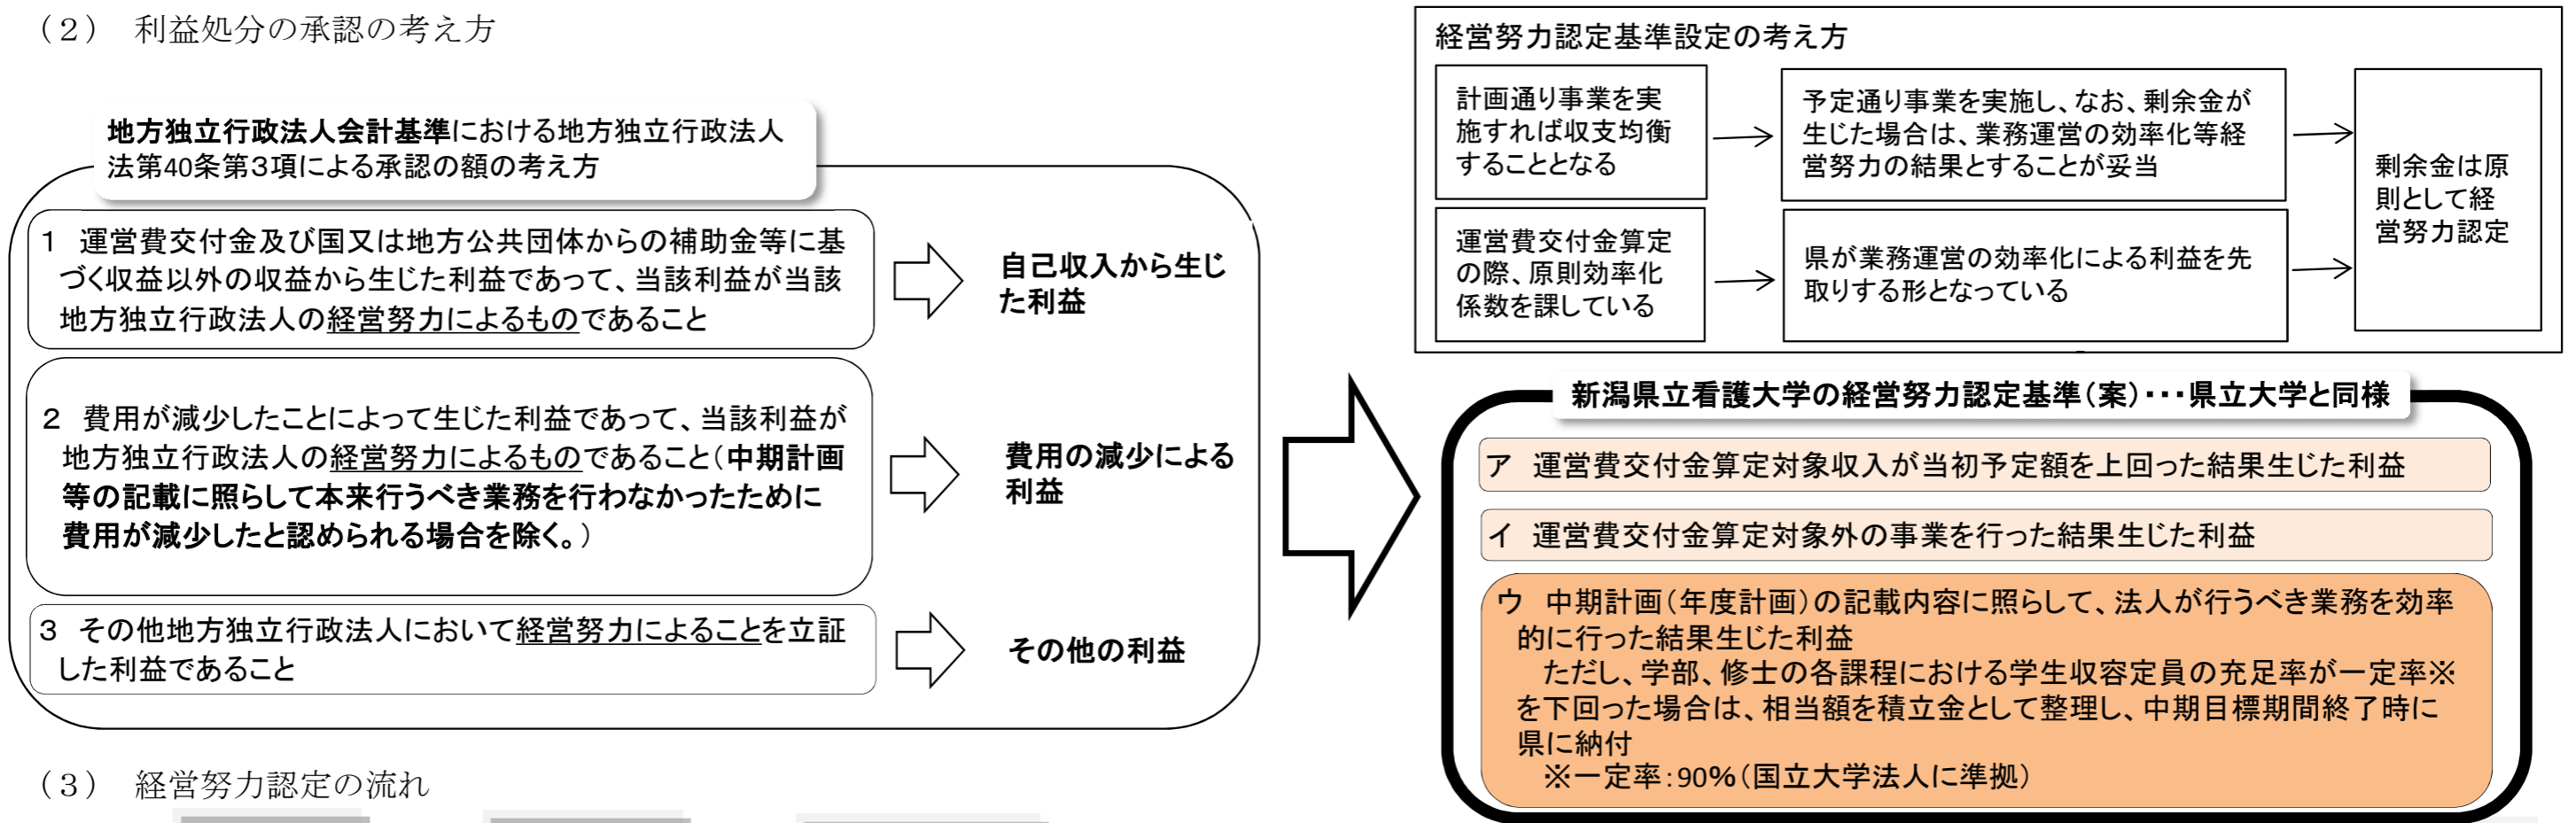 （２） 利益処分の承認の考え方
地方独立行政法人会計基準における地方独立行政法人
法第40条第３項による承認の額の考え方
１ 運営費交付金及び国又は地方公共団体からの補助金等に基
づく収益以外の収益から生じた利益であって、当該利益が当該
地方独立行政法人の経営努力によるものであること
自己収入から生じ
た利益
２ 費用が減少したことによって生じた利益であって、当該利益が
地方独立行政法人の経営努力によるものであること（中期計画
等の記載に照らして本来行うべき業務を行わなかったために
費用が減少したと認められる場合を除く。）
費用の減少による
利益
３ その他地方独立行政法人において経営努力によることを立証
した利益であること
その他の利益
経営努力認定基準設定の考え方
計画通り事業を実
施すれば収支均衡
することとなる
予定通り事業を実施し、なお、剰余金が
生じた場合は、業務運営の効率化等経
営努力の結果とすることが妥当
運営費交付金算定
の際、原則効率化
係数を課している
県が業務運営の効率化による利益を先
取りする形となっている
剰余金は原
則として経
営努力認定
新潟県立看護大学の経営努力認定基準（案）・・・県立大学と同様
ア 運営費交付金算定対象収入が当初予定額を上回った結果生じた利益
イ 運営費交付金算定対象外の事業を行った結果生じた利益
ウ 中期計画（年度計画）の記載内容に照らして、法人が行うべき業務を効率
的に行った結果生じた利益
ただし、学部、修士の各課程における学生収容定員の充足率が一定率※
を下回った場合は、相当額を積立金として整理し、中期目標期間終了時に
県に納付
※一定率：90％（国立大学法人に準拠）
（３） 経営努力認定の流れ